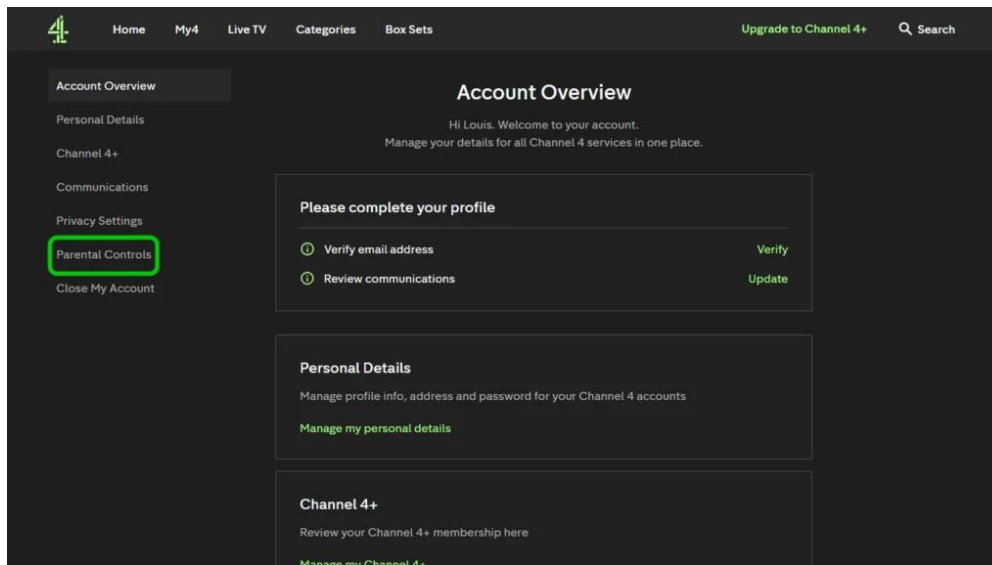 Home My4 Live TV Categories Box Sets Upgrade to Channel 4+ Search
Account Overview
Personal Details
Channel 4+
Communications
Privacy Settings
Parental Controls
Close My Account
Account Overview
Hi Louis. Welcome to your account.
Manage your details for all Channel 4 services in one place.
Please complete your profile
Verify email address Verify
Review communications Update
Personal Details
Manage profile info, address and password for your Channel 4 accounts
Manage my personal details
Channel 4+
Review your Channel 4+ membership here
Manage my Channel 4+